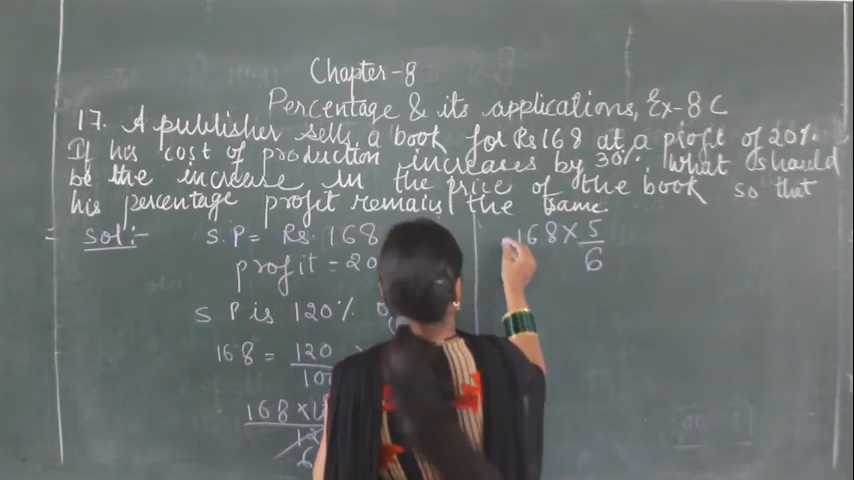 Chapter-8
Percentage & its applications, Ex-8 C
17. A publisher sells a book for Rs 168 at a profit of 20%.
If his cost of production increases by 30%. What should
be the increase in the price of the book so that
his percentage profit remains the same.
Sol:- S.P = Rs. 168
profit = 20
S P is 120%
168 = 120
10
168 ×
6
168 × 5
6